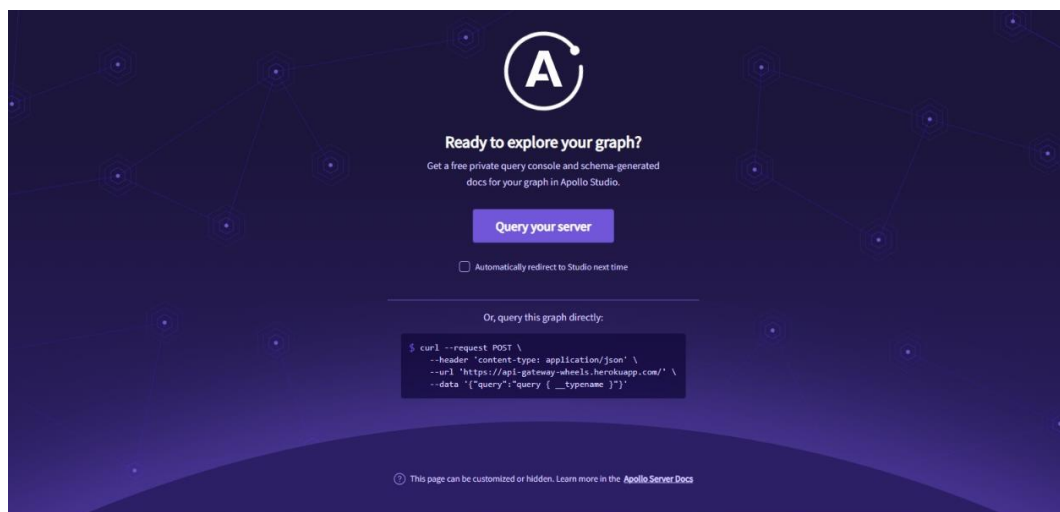 A
Ready to explore your graph?
Get a free private query console and schema-generated
docs for your graph in Apollo Studio.
Query your server
Automatically redirect to Studio next time
Or, query this graph directly:
$ curl --request POST \
--header 'content-type: application/json' \
--url 'https://api-gateway-wheels.herokuapp.com/' \
--data '{"query":"query { __typename }"}'
? This page can be customized or hidden. Learn more in the Apollo Server Docs